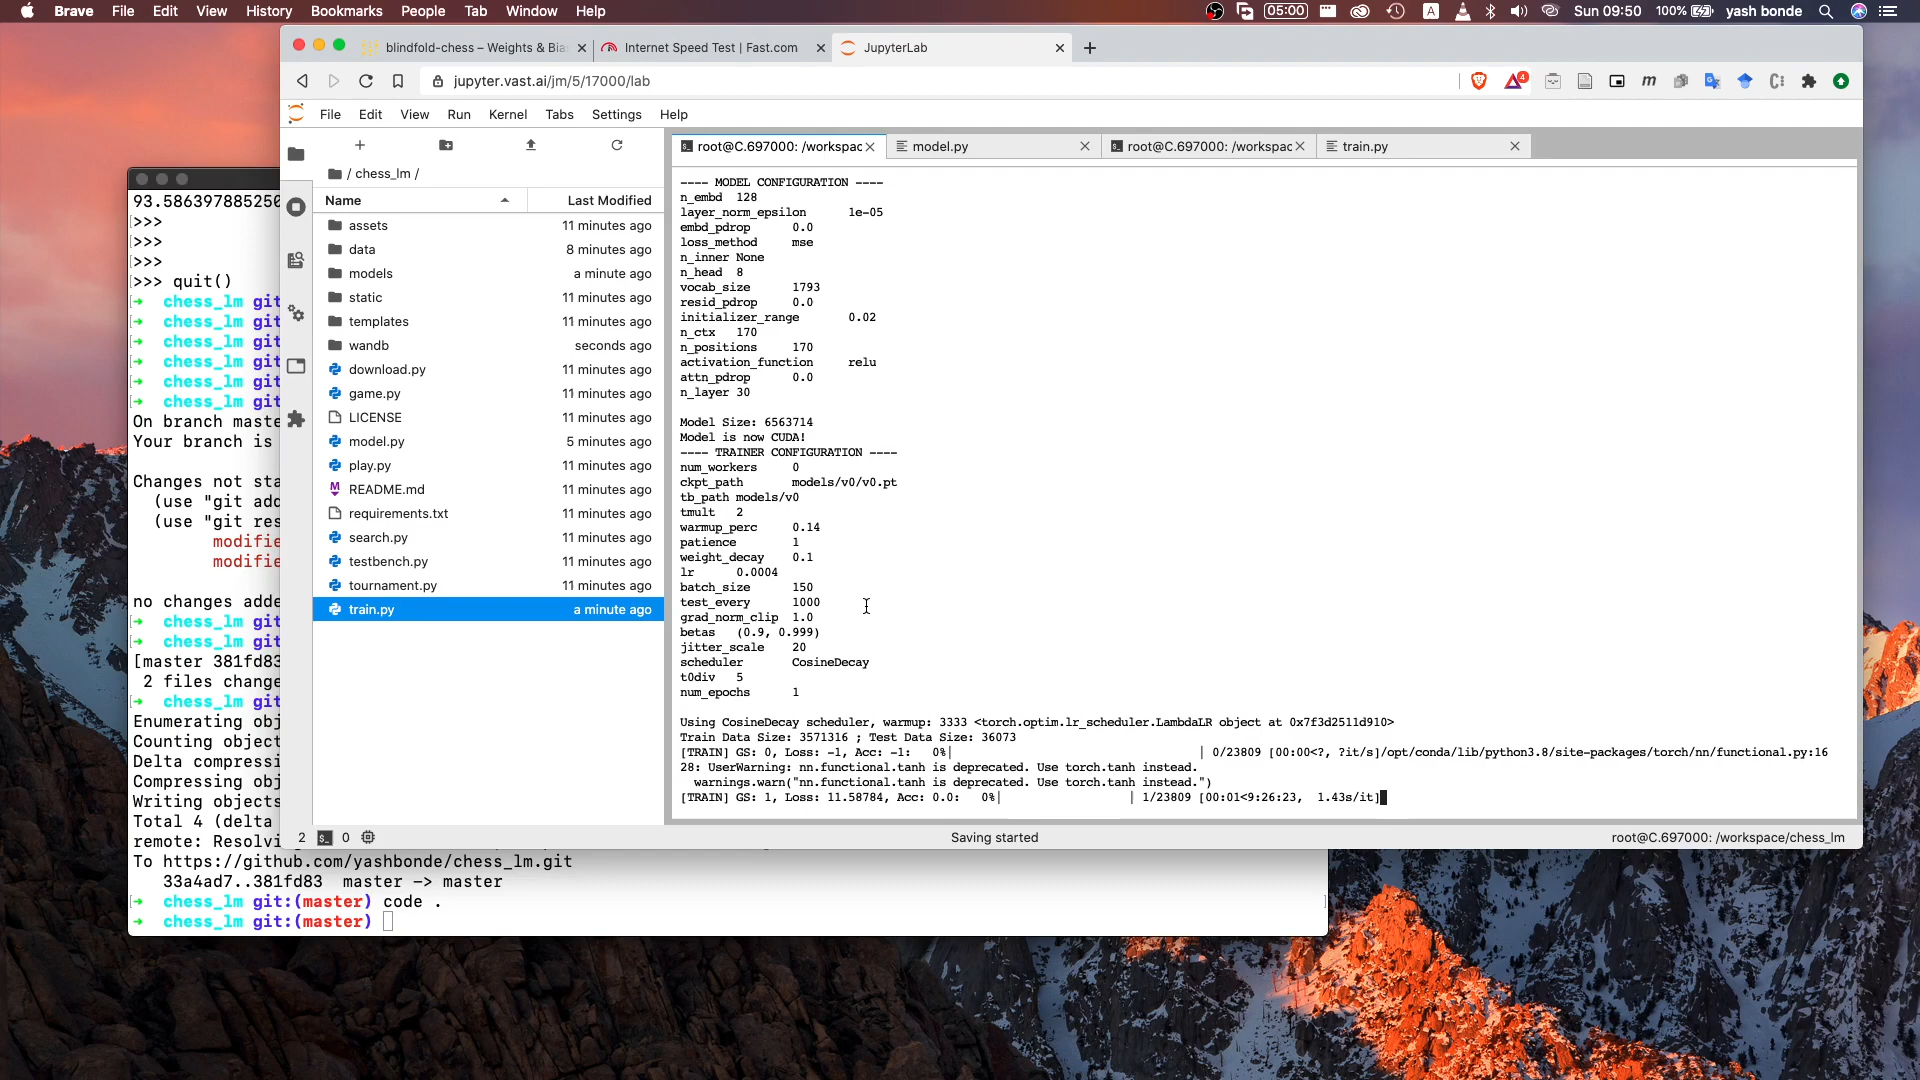 Brave File Edit View History Bookmarks People Tab Window Help 05:00 A Sun 09:50 100% yash bonde
blindfold-chess – Weights & Bia Internet Speed Test | Fast.com JupyterLab
jupyter.vast.ai/jm/5/17000/lab 4 m
File Edit View Run Kernel Tabs Settings Help
root@C.697000: /workspac model.py root@C.697000: /workspac train.py
/ chess_lm /
Name Last Modified
assets 11 minutes ago
data 8 minutes ago
models a minute ago
static 11 minutes ago
templates 11 minutes ago
wandb seconds ago
download.py 11 minutes ago
game.py 11 minutes ago
LICENSE 11 minutes ago
model.py 5 minutes ago
play.py 11 minutes ago
README.md 11 minutes ago
requirements.txt 11 minutes ago
search.py 11 minutes ago
testbench.py 11 minutes ago
tournament.py 11 minutes ago
train.py a minute ago
---- MODEL CONFIGURATION ----
n_embd 128
layer_norm_epsilon 1e-05
embd_pdrop 0.0
loss_method mse
n_inner None
n_head 8
vocab_size 1793
resid_pdrop 0.0
initializer_range 0.02
n_ctx 170
n_positions 170
activation_function relu
attn_pdrop 0.0
n_layer 30
Model Size: 6563714
Model is now CUDA!
---- TRAINER CONFIGURATION ----
num_workers 0
ckpt_path models/v0/v0.pt
tb_path models/v0
tmult 2
warmup_perc 0.14
patience 1
weight_decay 0.1
lr 0.0004
batch_size 150
test_every 1000
grad_norm_clip 1.0
betas (0.9, 0.999)
jitter_scale 20
scheduler CosineDecay
t0div 5
num_epochs 1
Using CosineDecay scheduler, warmup: 3333 <torch.optim.lr_scheduler.LambdaLR object at 0x7f3d2511d910>
Train Data Size: 3571316 ; Test Data Size: 36073
[TRAIN] GS: 0, Loss: -1, Acc: -1: 0%| | 0/23809 [00:00<?, ?it/s]/opt/conda/lib/python3.8/site-packages/torch/nn/functional.py:16
28: UserWarning: nn.functional.tanh is deprecated. Use torch.tanh instead.
warnings.warn("nn.functional.tanh is deprecated. Use torch.tanh instead.")
[TRAIN] GS: 1, Loss: 11.58784, Acc: 0.0: 0%| | 1/23809 [00:01<9:26:23, 1.43s/it]
2 0 Saving started root@C.697000: /workspace/chess_lm
93.586397885250
>>>
>>>
>>>
>>> quit()
→ chess_lm git
→ chess_lm git
→ chess_lm git
→ chess_lm git
→ chess_lm git
→ chess_lm git
On branch maste
Your branch is
Changes not sta
(use "git add
(use "git res
modifie
modifie
no changes adde
→ chess_lm git
→ chess_lm git
[master 381fd83
2 files change
→ chess_lm git
Enumerating obj
Counting object
Delta compressi
Compressing obj
Writing objects
Total 4 (delta
remote: Resolvi
To https://github.com/yashbonde/chess_lm.git
33a4ad7..381fd83 master -> master
→ chess_lm git:(master) code .
→ chess_lm git:(master)